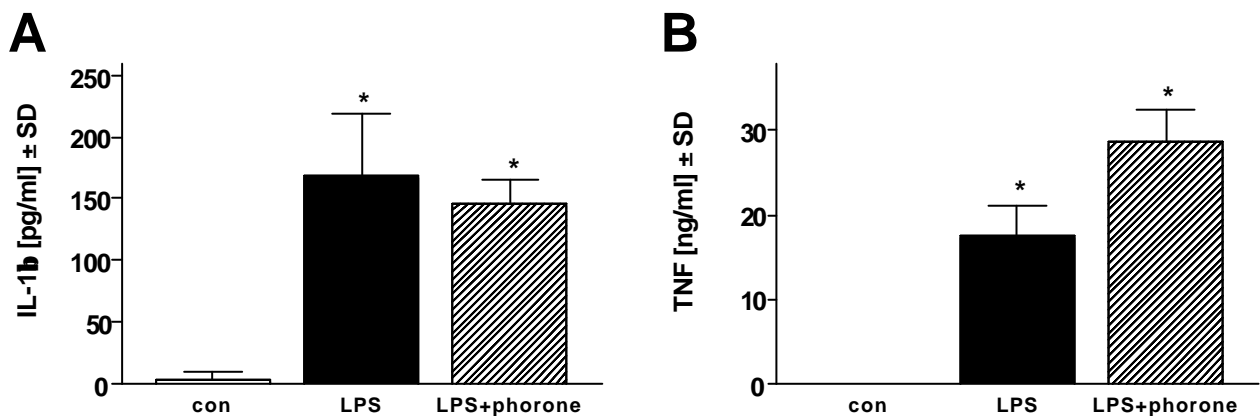 A
IL-1b [pg/ml] ± SD
250
200
150
100
50
0
*
*
con LPS LPS+phorone
B
TNF [ng/ml] ± SD
30
20
10
0
*
*
con LPS LPS+phorone